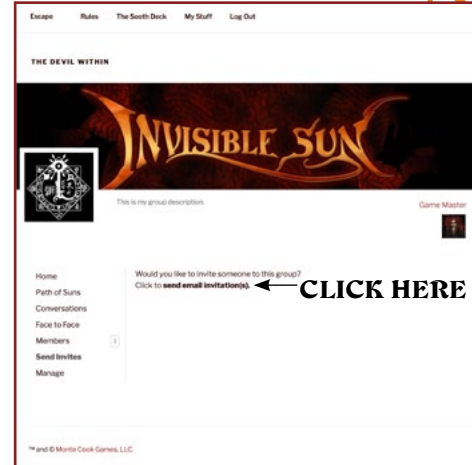 Escape Rules The Sooth Deck My Stuff Log Out
THE DEVIL WITHIN
INVISIBLE SUN
This is my group description.
Game Master
Home
Path of Suns
Conversations
Face to Face
Members 1
Send Invites
Manage
Would you like to invite someone to this group?
Click to send email invitation(s).
CLICK HERE
™ and © Monte Cook Games, LLC.